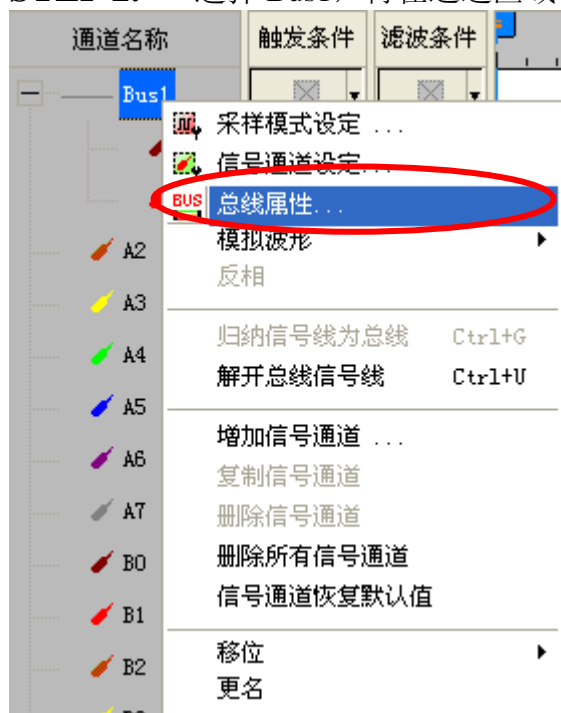 通道名称 触发条件 滤波条件
Bus1
采样模式设定 ...
信号通道设定...
BUS 总线属性...
A2 模拟波形
反相
A3
归纳信号线为总线 Ctrl+G
A4
解开总线信号线 Ctrl+U
A5
增加信号通道 ...
A6
复制信号通道
A7 删除信号通道
B0 删除所有信号通道
信号通道恢复默认值
B1
B2 移位
更名